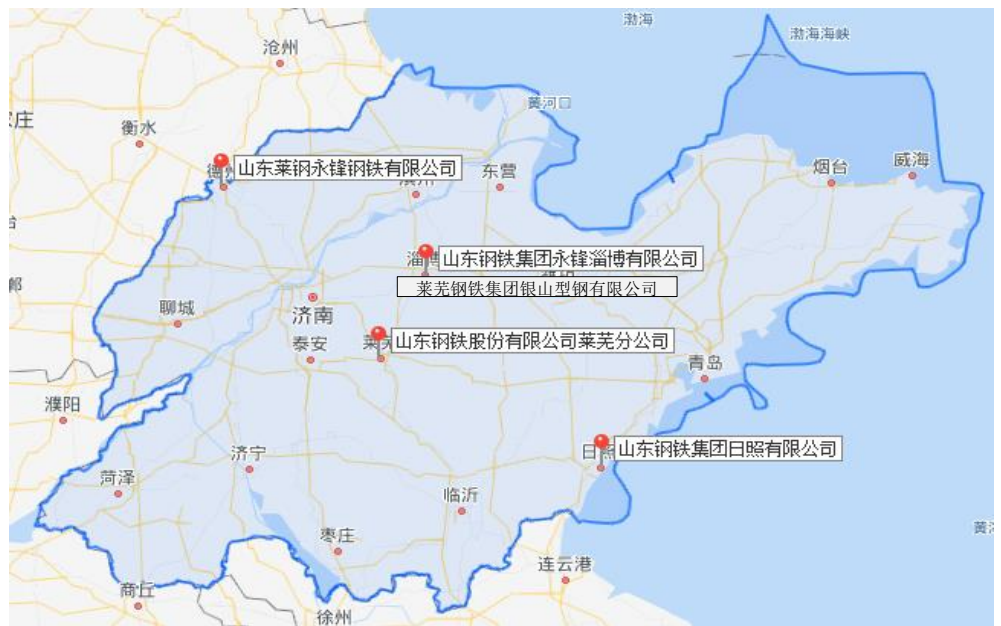 渤海
渤海海峡
沧州
黄河口
衡水
山东莱钢永锋钢铁有限公司
东营
烟台
威海
山东钢铁集团永锋淄博有限公司
莱芜钢铁集团银山型钢有限公司
聊城
济南
山东钢铁股份有限公司莱芜分公司
泰安
青岛
濮阳
山东钢铁集团日照有限公司
济宁
菏泽
临沂
枣庄
连云港
商丘
徐州